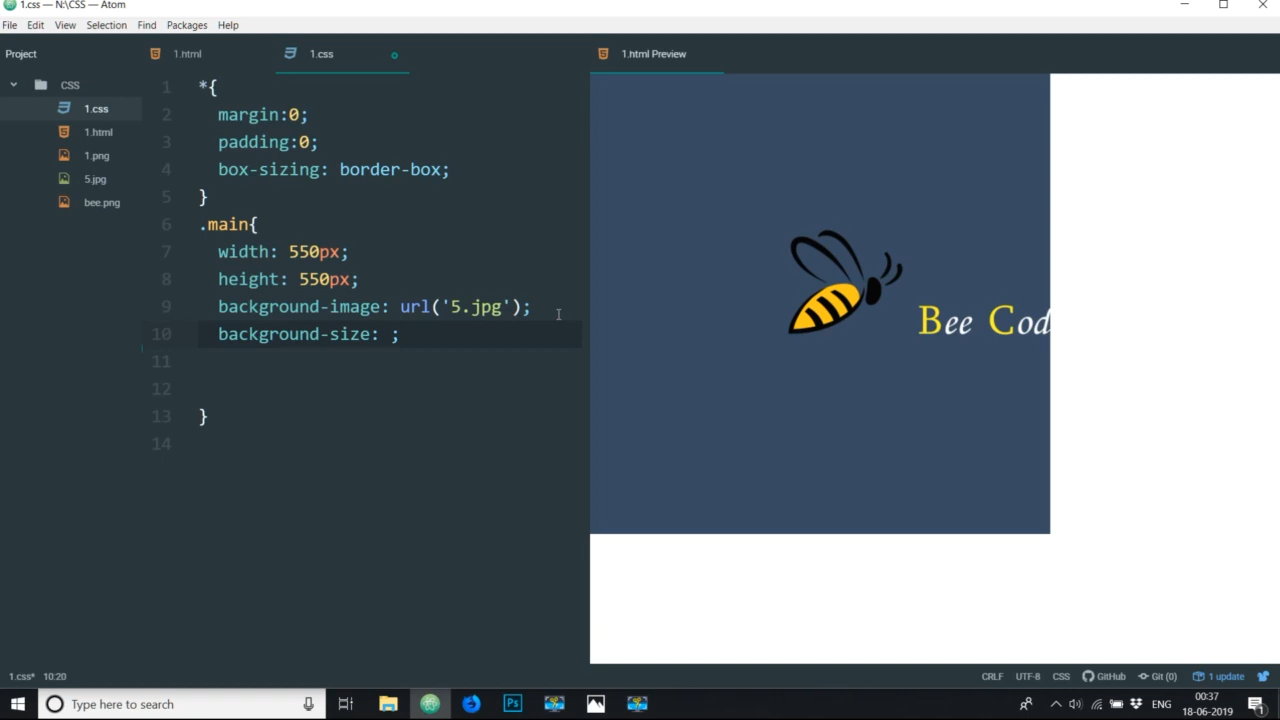 1.css — N:\CSS — Atom
File Edit View Selection Find Packages Help
Project
1.html
1.css
1.html Preview
CSS
1.css
1.html
1.png
5.jpg
bee.png
1 *{
2 margin:0;
3 padding:0;
4 box-sizing: border-box;
5 }
6 .main{
7 width: 550px;
8 height: 550px;
9 background-image: url('5.jpg');
10 background-size: ;
11
12
13 }
14
Bee Cod
1.css* 10:20
CRLF UTF-8 CSS GitHub Git (0) 1 update
Type here to search
Ps
ENG
00:37
18-06-2019
1